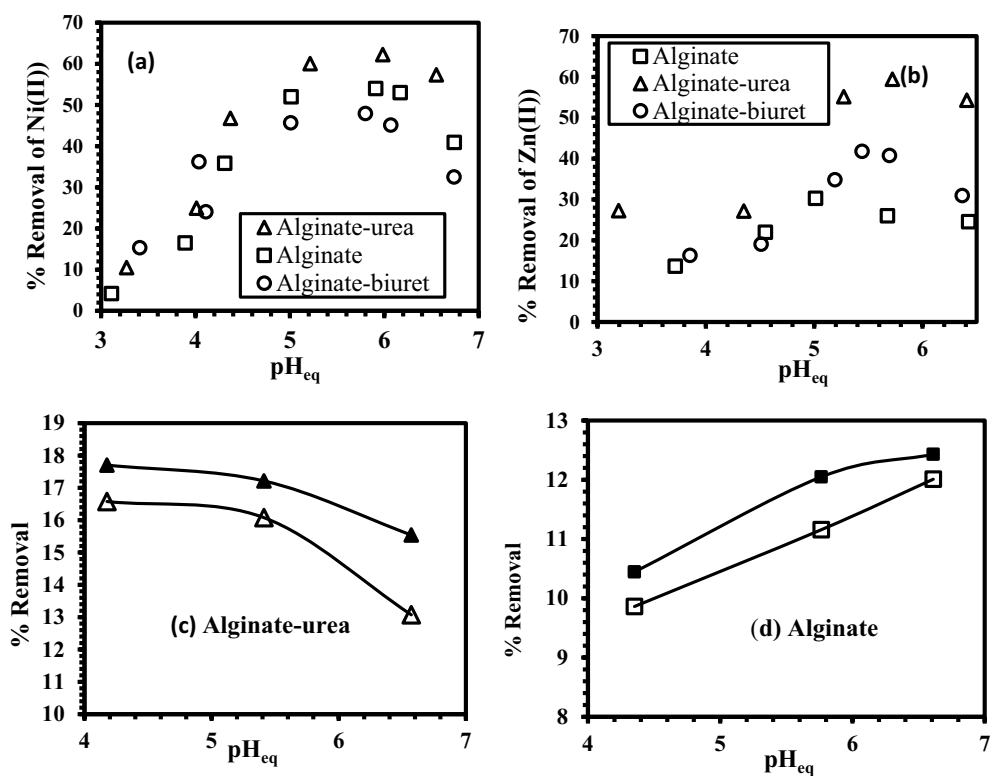 % Removal of Ni(II))
70
60
50
40
30
20
10
0
(a)
Alginate-urea
Alginate
Alginate-biuret
3
4
5
6
7
pHeq
% Removal of Zn(II))
70
60
50
40
30
20
10
0
Alginate
Alginate-urea
Alginate-biuret
(b)
3
4
5
6
pHeq
% Removal
19
18
17
16
15
14
13
12
11
10
(c) Alginate-urea
4
5
6
7
pHeq
% Removal
13
12
11
10
9
8
(d) Alginate
4
5
6
7
pHeq